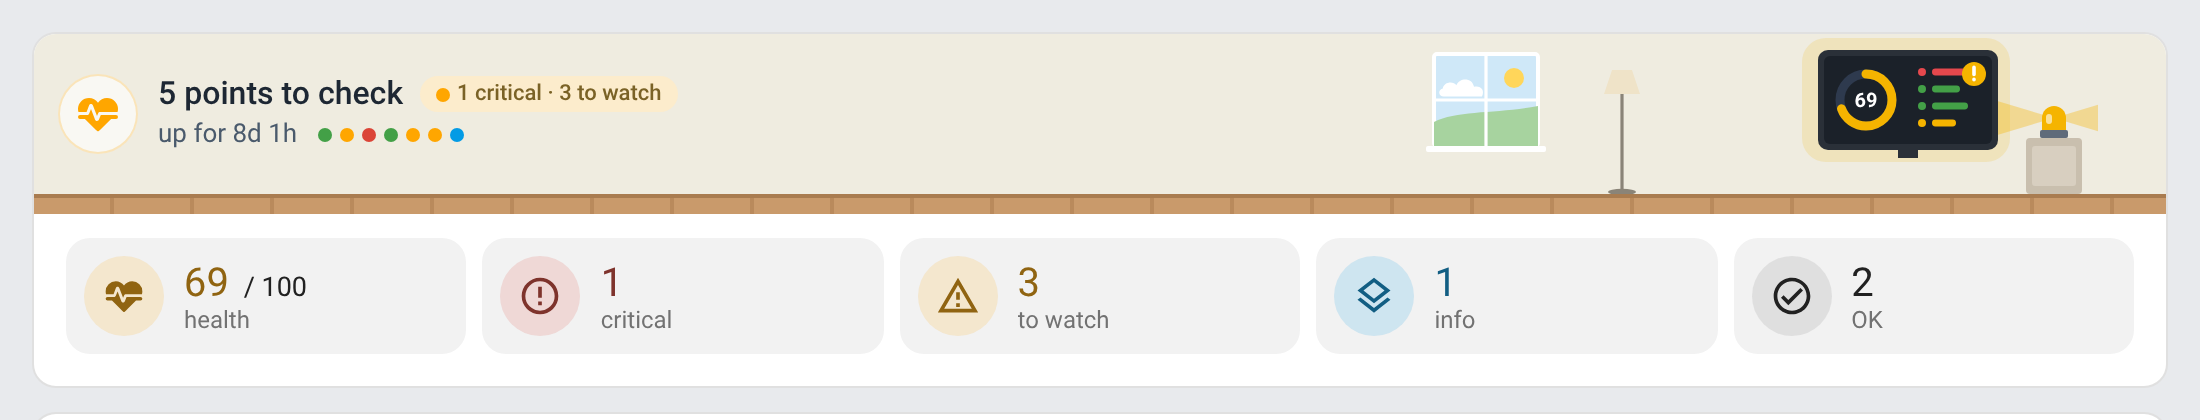 5 points to check
1 critical · 3 to watch
up for 8d 1h
69
69 / 100
health
1
critical
3
to watch
1
info
2
OK